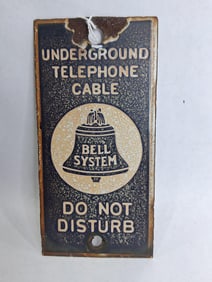 UNDERGROUND
TELEPHONE
CABLE
BELL
SYSTEM
DO NOT
DISTURB